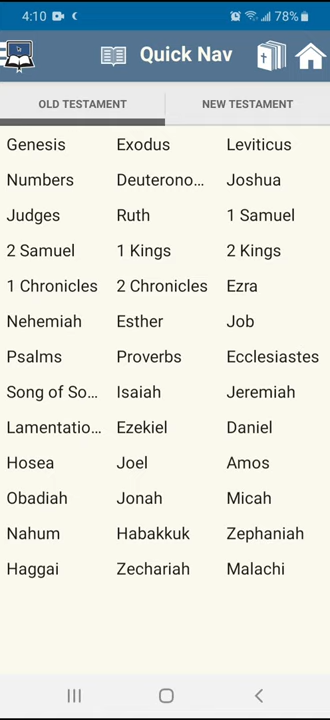 4:10 78%
Quick Nav
OLD TESTAMENT NEW TESTAMENT
Genesis Exodus Leviticus
Numbers Deuterono... Joshua
Judges Ruth 1 Samuel
2 Samuel 1 Kings 2 Kings
1 Chronicles 2 Chronicles Ezra
Nehemiah Esther Job
Psalms Proverbs Ecclesiastes
Song of So... Isaiah Jeremiah
Lamentatio... Ezekiel Daniel
Hosea Joel Amos
Obadiah Jonah Micah
Nahum Habakkuk Zephaniah
Haggai Zechariah Malachi